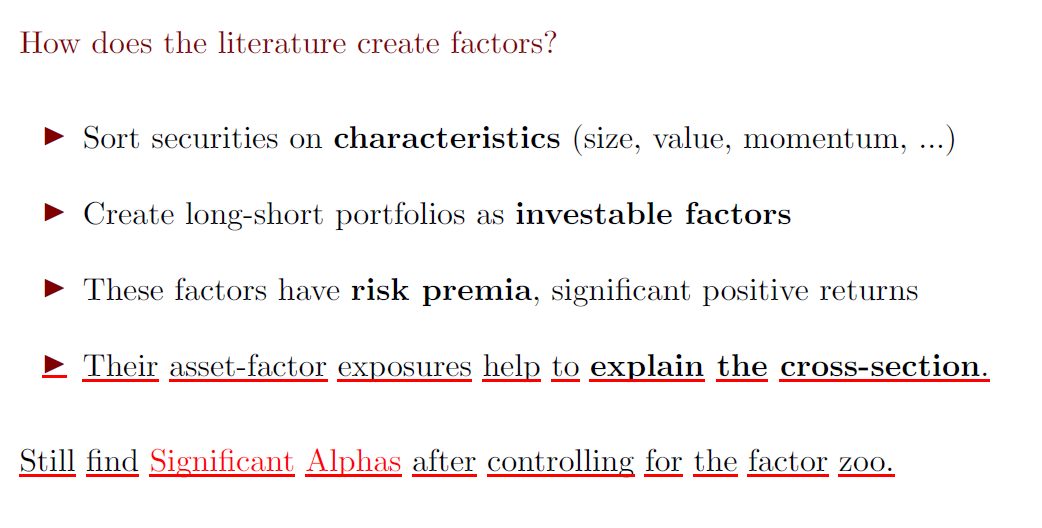 How does the literature create factors?
▶ Sort securities on characteristics (size, value, momentum, ...)
▶ Create long-short portfolios as investable factors
▶ These factors have risk premia, significant positive returns
▶ Their asset-factor exposures help to explain the cross-section.
Still find Significant Alphas after controlling for the factor zoo.